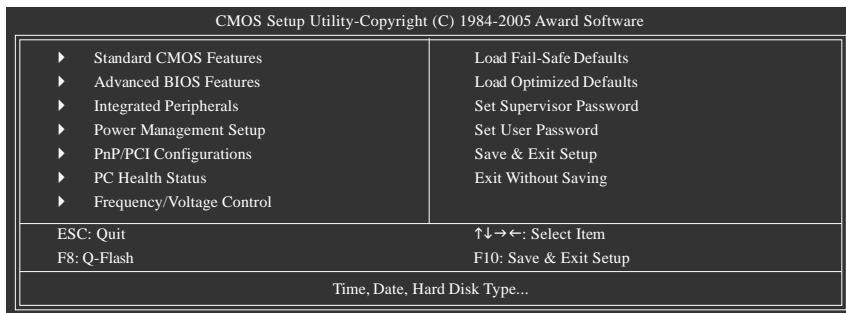 CMOS Setup Utility-Copyright (C) 1984-2005 Award Software
Standard CMOS Features
Advanced BIOS Features
Integrated Peripherals
Power Management Setup
PnP/PCI Configurations
PC Health Status
Frequency/Voltage Control
Load Fail-Safe Defaults
Load Optimized Defaults
Set Supervisor Password
Set User Password
Save & Exit Setup
Exit Without Saving
ESC: Quit
↑↓→←: Select Item
F8: Q-Flash
F10: Save & Exit Setup
Time, Date, Hard Disk Type...